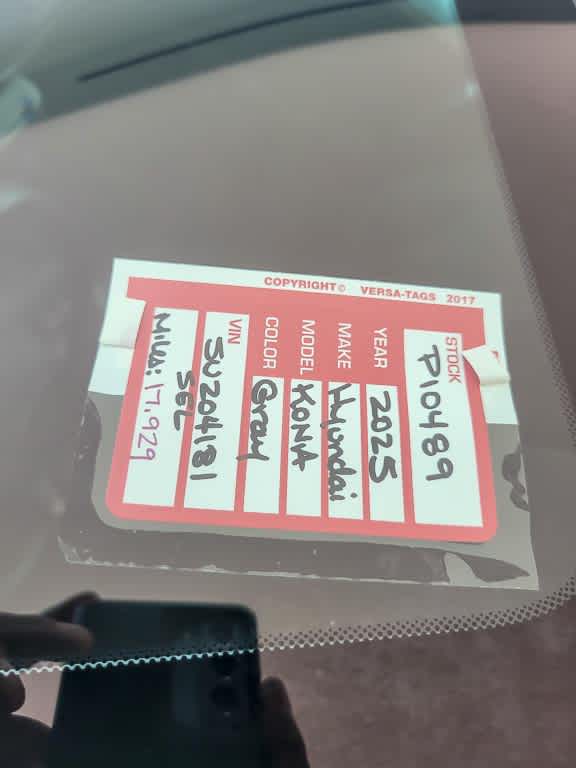 COPYRIGHT© VERSA-TAGS 2017
STOCK P10489
YEAR 2025
MAKE Hyundai
MODEL KONA
COLOR Gray
VIN SU204181
SEL
Miles: 17,929